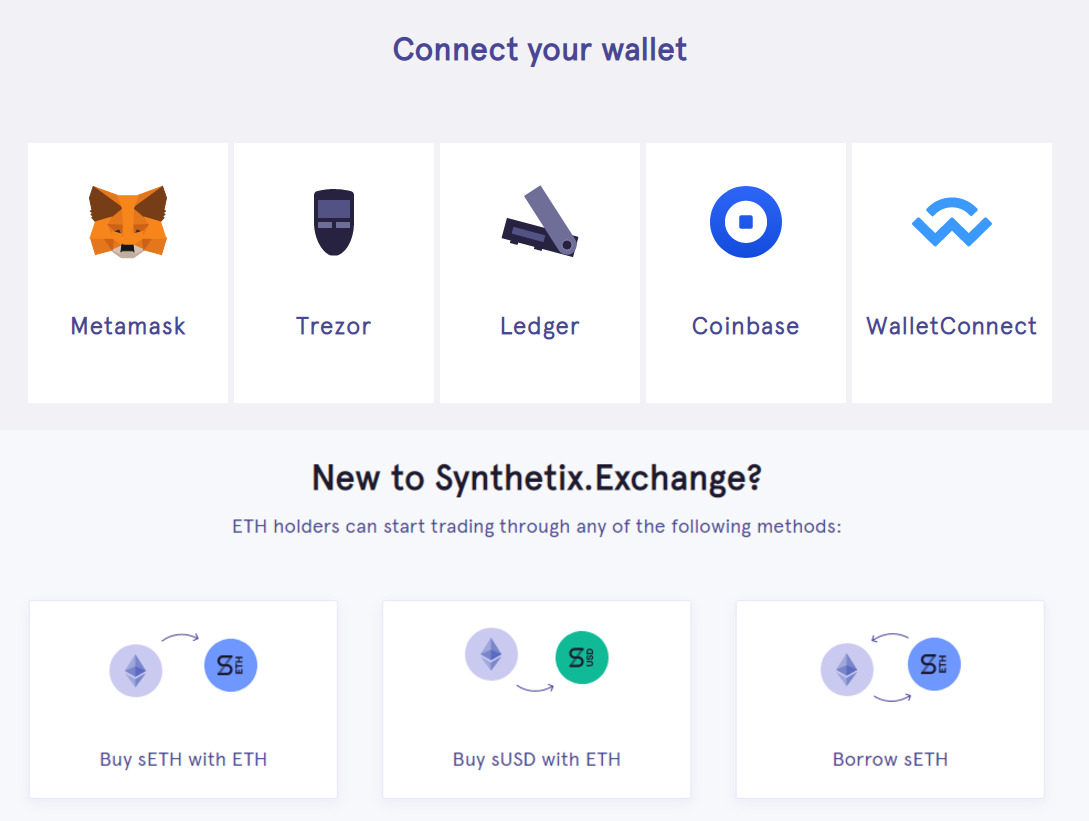 Connect your wallet
Metamask
Trezor
Ledger
Coinbase
WalletConnect
New to Synthetix.Exchange?
ETH holders can start trading through any of the following methods:
S ETH
S USD
S ETH
Buy sETH with ETH
Buy sUSD with ETH
Borrow sETH